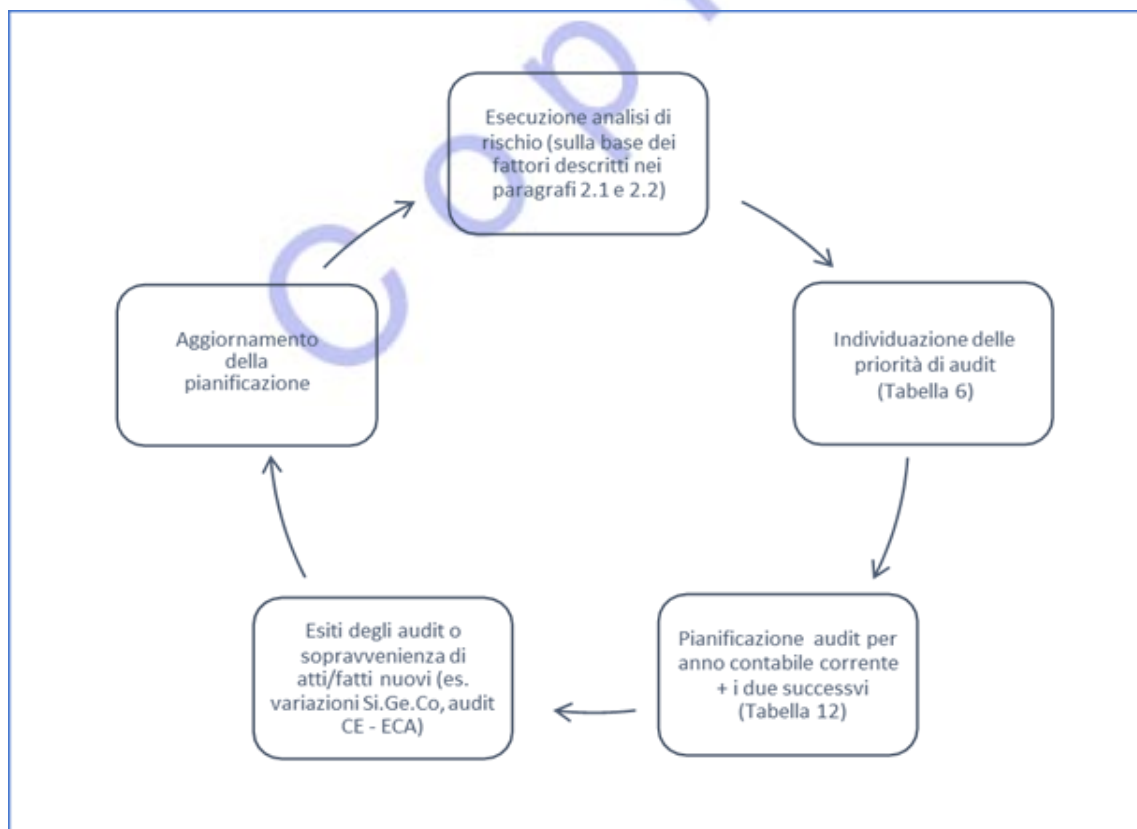 Esecuzione analisi di
rischio (sulla base dei
fattori descritti nei
paragrafi 2.1 e 2.2)
Individuazione delle
priorità di audit
(Tabella 6)
Pianificazione audit per
anno contabile corrente
+ i due successvi
(Tabella 12)
Esiti degli audit o
sopravvenienza di
atti/fatti nuovi (es.
variazioni Si.Ge.Co, audit
CE - ECA)
Aggiornamento
della
pianificazione
Cop